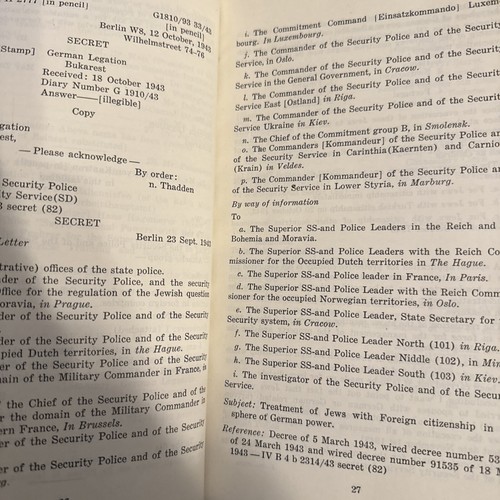 [in pencil]
G1810/93 33/43
[in pencil]
Berlin W8, 12 October, 1943
Wilhelmstreet 74-76
SECRET
Stamp] German Legation
Bukarest
Received: 18 October 1943
Diary Number G 1910/43
Answer——[illegible]
Copy
egation
est,
— Please acknowledge —
By order:
n. Thadden
Security Police
ity Service(SD)
secret (82)
SECRET
Berlin 23 Sept. 194
Letter
trative) offices of the state police.
der of the Security Police, and the security
office for the regulation of the Jewish question
oravia, in Prague.
der of the Security Police and of the Security
der of the Security Police and of the Security
pied Dutch territories, in the Hague.
er of the Security Police and of the Security
main of the Military Commander in France, is
the Chief of the Security Police and of the
r the domain of the Military Commander in
ern France, In Brussels.
der of the Security Police and of the Security
er of the Security Police and of the Security
g.
i. The Commitment Command [Einsatzkommando] Luxem
bourg. In Luxembourg.
j. The Commander of the Security Police and of the Security
Service, in Oslo.
k. The Commander of the Security Police and of the Security
Service in the General Government, in Cracow.
l. The Commander of the Security Police and of the Security
Service East [Ostland] in Riga.
m. The Commander of the Security Police and of the Security
Service Ukraine in Kiev.
n. The Chief of the Commitment group B, in Smolensk.
o. The Commanders [Kommandeur] of the Security Police an
of the Security Service in Carinthia(Kaernten) and Carnio
(Krain) in Veldes.
p. The Commander [Kommandeur] of the Security Police an
of the Security Service in Lower Styria, in Marburg.
By way of information
To
a. The Superior SS-and Police Leaders in the Reich and
Bohemia and Moravia.
b. The Superior SS-and Police Leaders with the Reich Co
missioner for the Occupied Dutch territories in The Hague.
c. The Superior SS-and Police leader in France, In Paris.
d. The Superior SS-and Police Leader with the Reich Comm
sioner for the occupied Norwegian territories, in Oslo.
e. The Superior SS-and Police Leader, State Secretary for t
Security system, in Cracow.
f. The Superior SS-and Police Leader North (101) in Riga.
g. The Superior SS-and Police Leader Niddle (102), in Min
h. The Superior SS-and Police Leader South (103) in Kiev
i. The investigator of the Security Police and of the Secur
Service.
Subject: Treatment of Jews with Foreign citizenship in
sphere of German power.
Reference: Decree of 5 March 1943, wired decree number 53
of 24 March 1943 and wired decree number 91535 of 18 M
1943 — IV B 4 b 2314/43 secret (82)
27